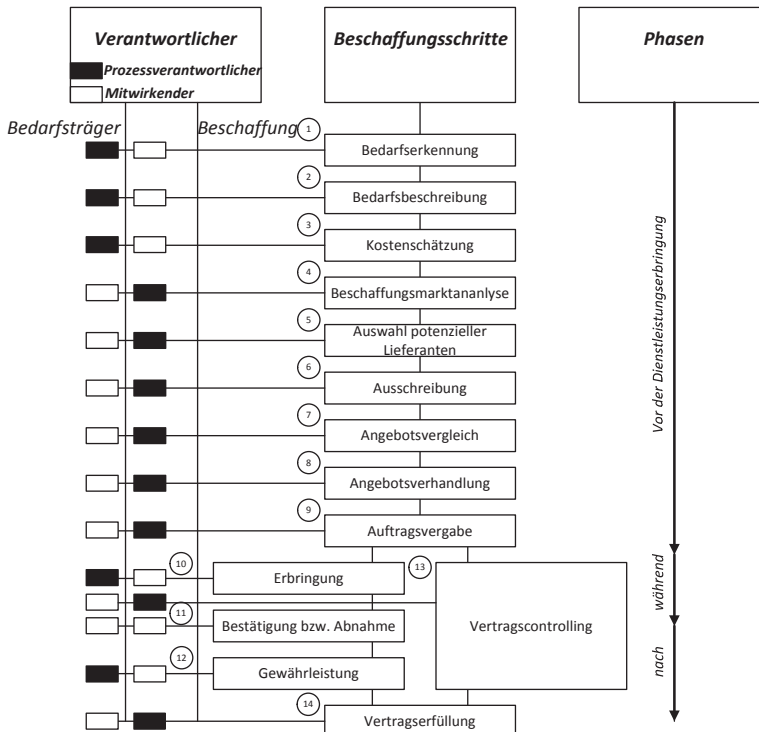 Verantwortlicher
Prozessverantwortlicher
Mitwirkender
Beschaffungsschritte
Phasen
Bedarfsträger
Beschaffung
1
Bedarfserkennung
2
Bedarfsbeschreibung
3
Kostenschätzung
4
Beschaffungsmarktananlyse
5
Auswahl potenzieller
Lieferanten
6
Ausschreibung
7
Angebotsvergleich
8
Angebotsverhandlung
9
Auftragsvergabe
Vor der Dienstleistungserbringung
10
Erbringung
13
Vertragscontrolling
während
11
Bestätigung bzw. Abnahme
12
Gewährleistung
nach
14
Vertragserfüllung